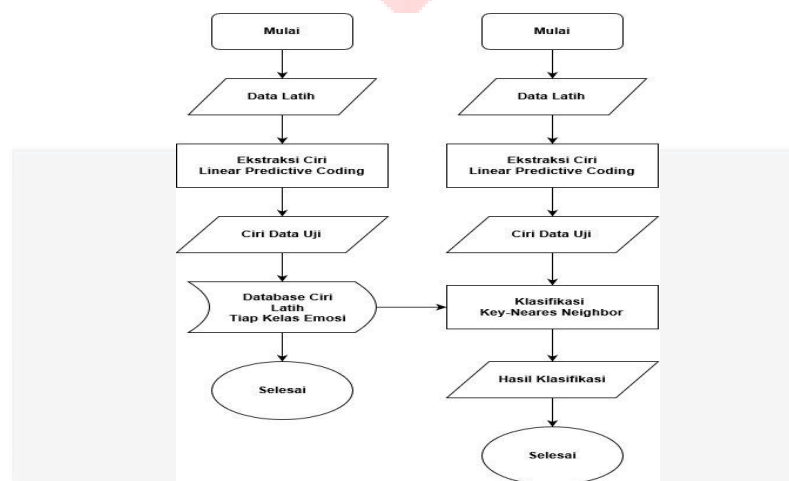 Mulai
Data Latih
Ekstraksi Ciri
Linear Predictive Coding
Ciri Data Uji
Database Ciri
Latih
Tiap Kelas Emosi
Selesai
Mulai
Data Latih
Ekstraksi Ciri
Linear Predictive Coding
Ciri Data Uji
Klasifikasi
Key-Neares Neighbor
Hasil Klasifikasi
Selesai